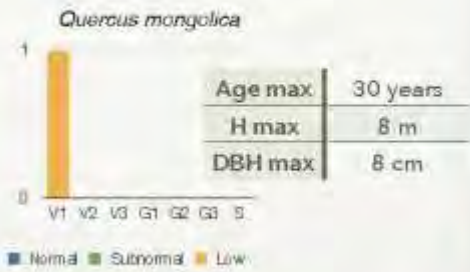 Quercus mongolica
1
0
V1 V2 V3 G1 G2 G3 S
Normal Subnormal Low
Age max 30 years
H max 8 m
DBH max 8 cm